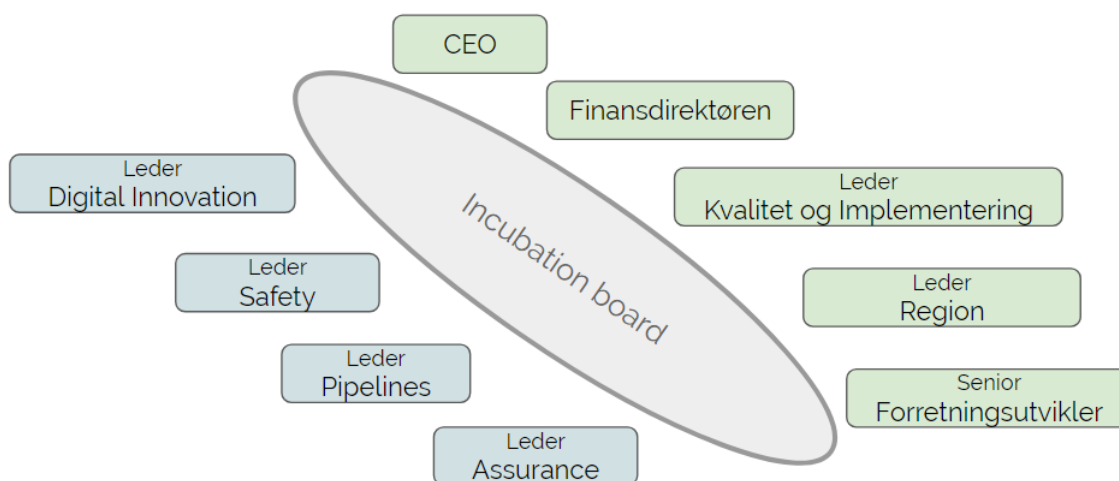 CEO
Finansdirektøren
Leder
Digital Innovation
Leder
Kvalitet og Implementering
Incubation board
Leder
Safety
Leder
Region
Leder
Pipelines
Senior
Forretningsutvikler
Leder
Assurance